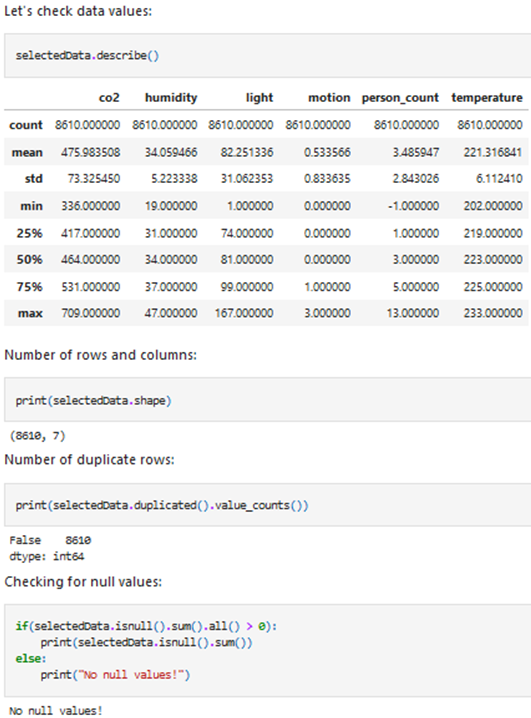 Let's check data values:
selectedData.describe()
co2 humidity light motion person_count temperature
count 8610.000000 8610.000000 8610.000000 8610.000000 8610.000000 8610.000000
mean 475.983508 34.059466 82.251336 0.533566 3.485947 221.316841
std 73.325450 5.223338 31.062353 0.833635 2.843026 6.112410
min 336.000000 19.000000 1.000000 0.000000 -1.000000 202.000000
25% 417.000000 31.000000 74.000000 0.000000 1.000000 219.000000
50% 464.000000 34.000000 81.000000 0.000000 3.000000 223.000000
75% 531.000000 37.000000 99.000000 1.000000 5.000000 225.000000
max 709.000000 47.000000 167.000000 3.000000 13.000000 233.000000
Number of rows and columns:
print(selectedData.shape)
(8610, 7)
Number of duplicate rows:
print(selectedData.duplicated().value_counts())
False 8610
dtype: int64
Checking for null values:
if(selectedData.isnull().sum().all() > 0):
print(selectedData.isnull().sum())
else:
print("No null values!")
No null values!